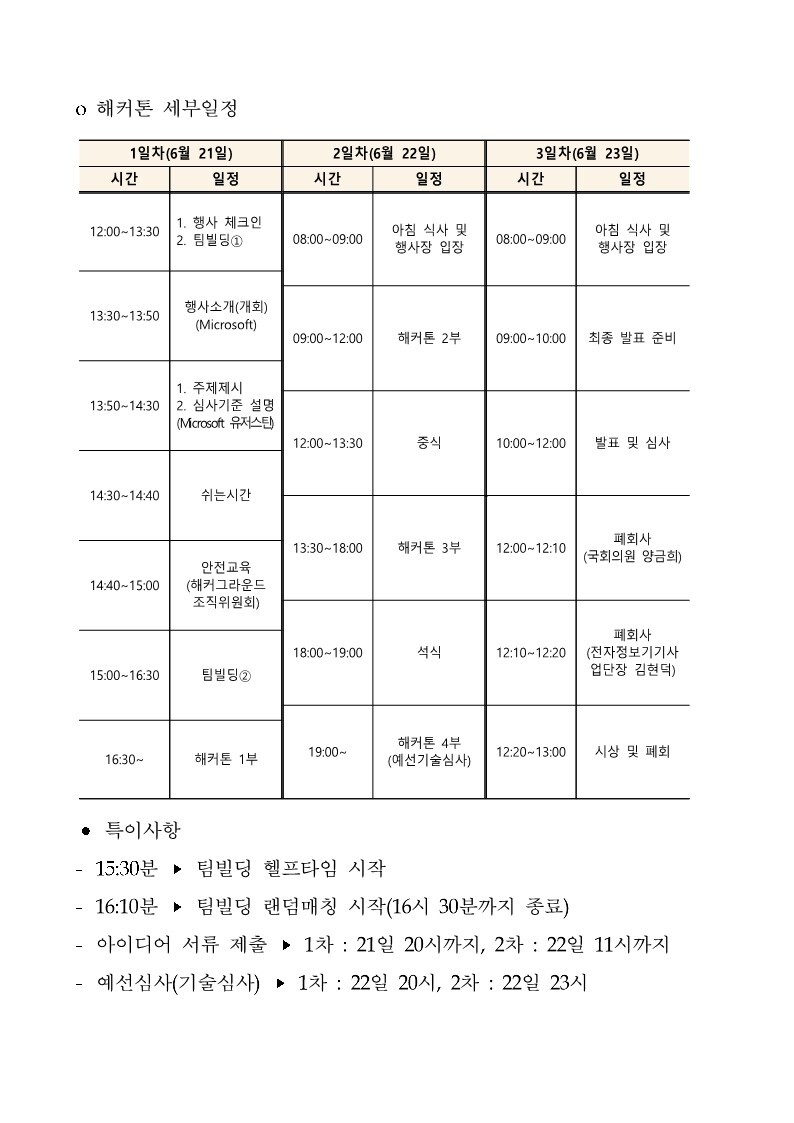 o 해커톤 세부일정
1일차(6월 21일) 2일차(6월 22일) 3일차(6월 23일)
시간 일정 시간 일정 시간 일정
12:00~13:30
1. 행사 체크인
2. 팀빌딩①
13:30~13:50
행사소개(개회)
(Microsoft)
13:50~14:30
1. 주제제시
2. 심사기준 설명
(Microsoft 유저스틴)
14:30~14:40
쉬는시간
14:40~15:00
안전교육
(해커그라운드
조직위원회)
15:00~16:30
팀빌딩②
16:30~
해커톤 1부
08:00~09:00
아침 식사 및
행사장 입장
09:00~12:00
해커톤 2부
12:00~13:30
중식
13:30~18:00
해커톤 3부
18:00~19:00
석식
19:00~
해커톤 4부
(예선기술심사)
08:00~09:00
아침 식사 및
행사장 입장
09:00~10:00
최종 발표 준비
10:00~12:00
발표 및 심사
12:00~12:10
폐회사
(국회의원 양금희)
12:10~12:20
폐회사
(전자정보기기사
업단장 김현덕)
12:20~13:00
시상 및 폐회
● 특이사항
- 15:30분 ▶ 팀빌딩 헬프타임 시작
- 16:10분 ▶ 팀빌딩 랜덤매칭 시작(16시 30분까지 종료)
- 아이디어 서류 제출 ▶ 1차 : 21일 20시까지, 2차 : 22일 11시까지
- 예선심사(기술심사) ▶ 1차 : 22일 20시, 2차 : 22일 23시